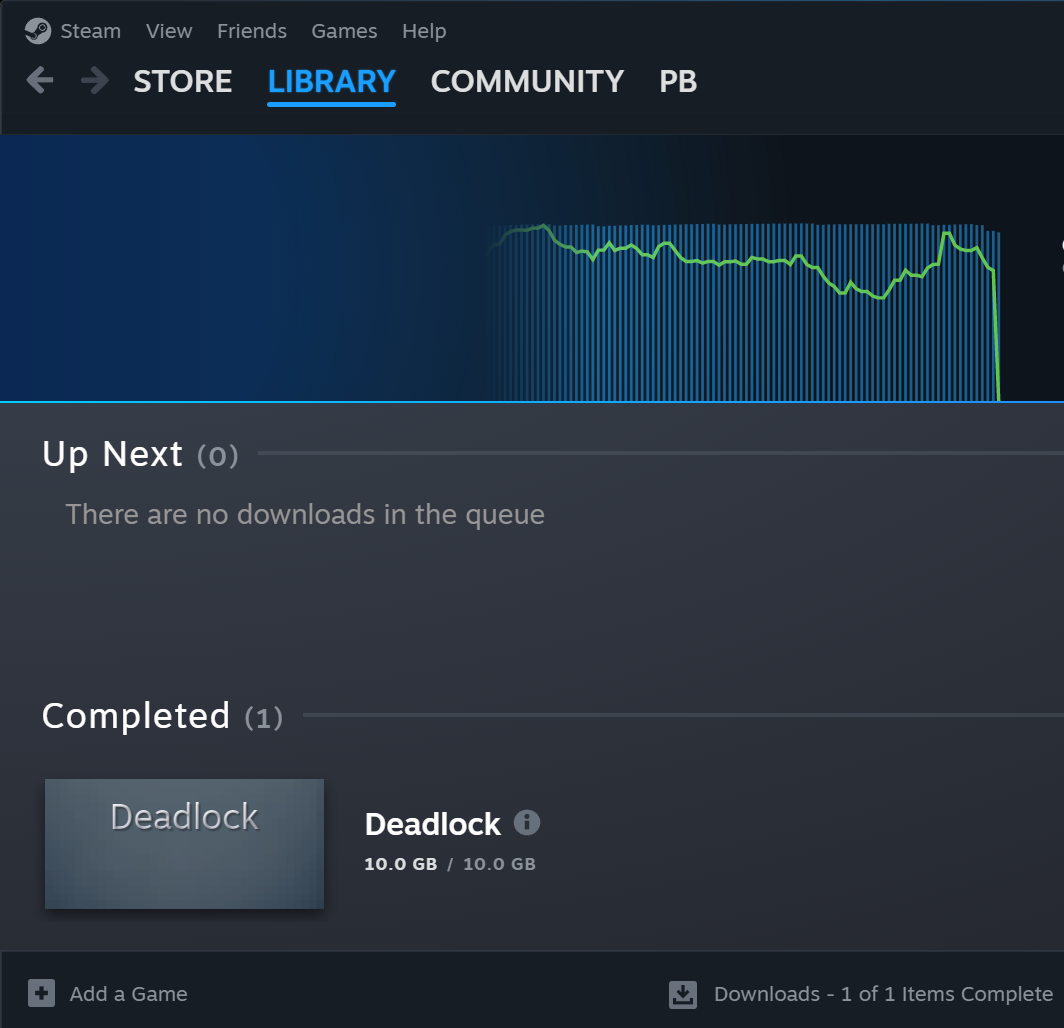 Steam View Friends Games Help
STORE LIBRARY COMMUNITY PB
Up Next (0)
There are no downloads in the queue
Completed (1)
Deadlock
Deadlock
10.0 GB / 10.0 GB
Add a Game
Downloads - 1 of 1 Items Complete